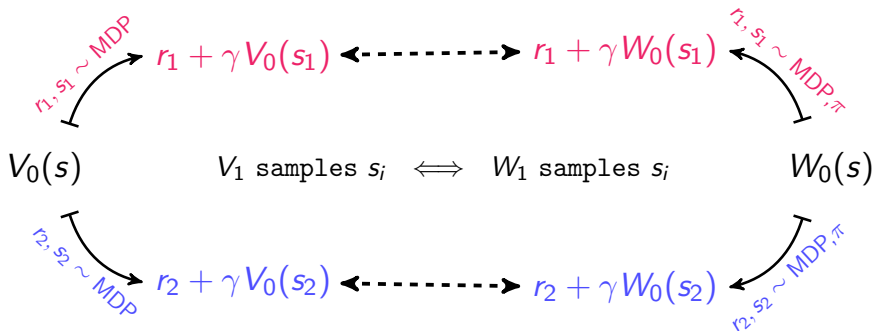 r₁, s₁ ∼ MDP
r₁ + γV₀(s₁)
r₁ + γW₀(s₁)
r₁, s₁ ∼ MDP,π
V₀(s)
V₁ samples sᵢ ⟺ W₁ samples sᵢ
W₀(s)
r₂, s₂ ∼ MDP
r₂ + γV₀(s₂)
r₂ + γW₀(s₂)
r₂, s₂ ∼ MDP,π